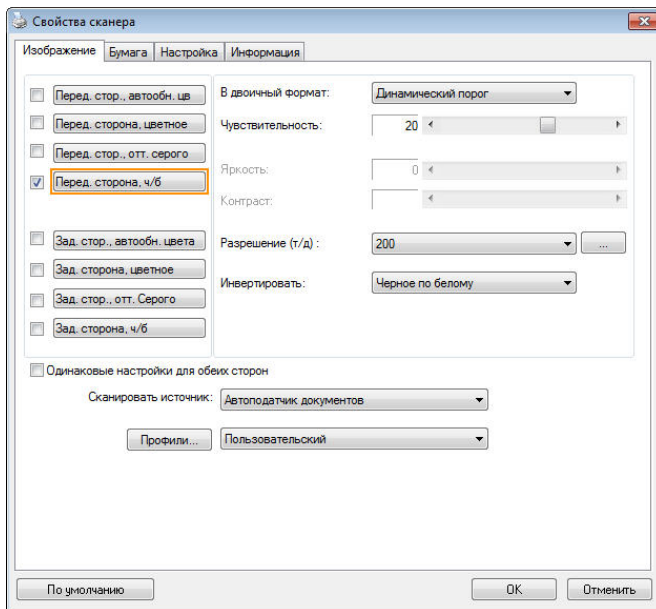 Свойства сканера
Изображение Бумага Настройка Информация
Перед. стор., автообн. цв
Перед. сторона, цветное
Перед. стор., отт. серого
Перед. сторона, ч/б
Зад. стор., автообн. цвета
Зад. сторона, цветное
Зад. стор., отт. Серого
Зад. сторона, ч/б
В двоичный формат: Динамический порог
Чувствительность: 20
Яркость: 0
Контраст:
Разрешение (т/д) : 200 ...
Инвертировать: Черное по белому
Одинаковые настройки для обеих сторон
Сканировать источник: Автоподатчик документов
Профили... Пользовательский
По умолчанию OK Отменить